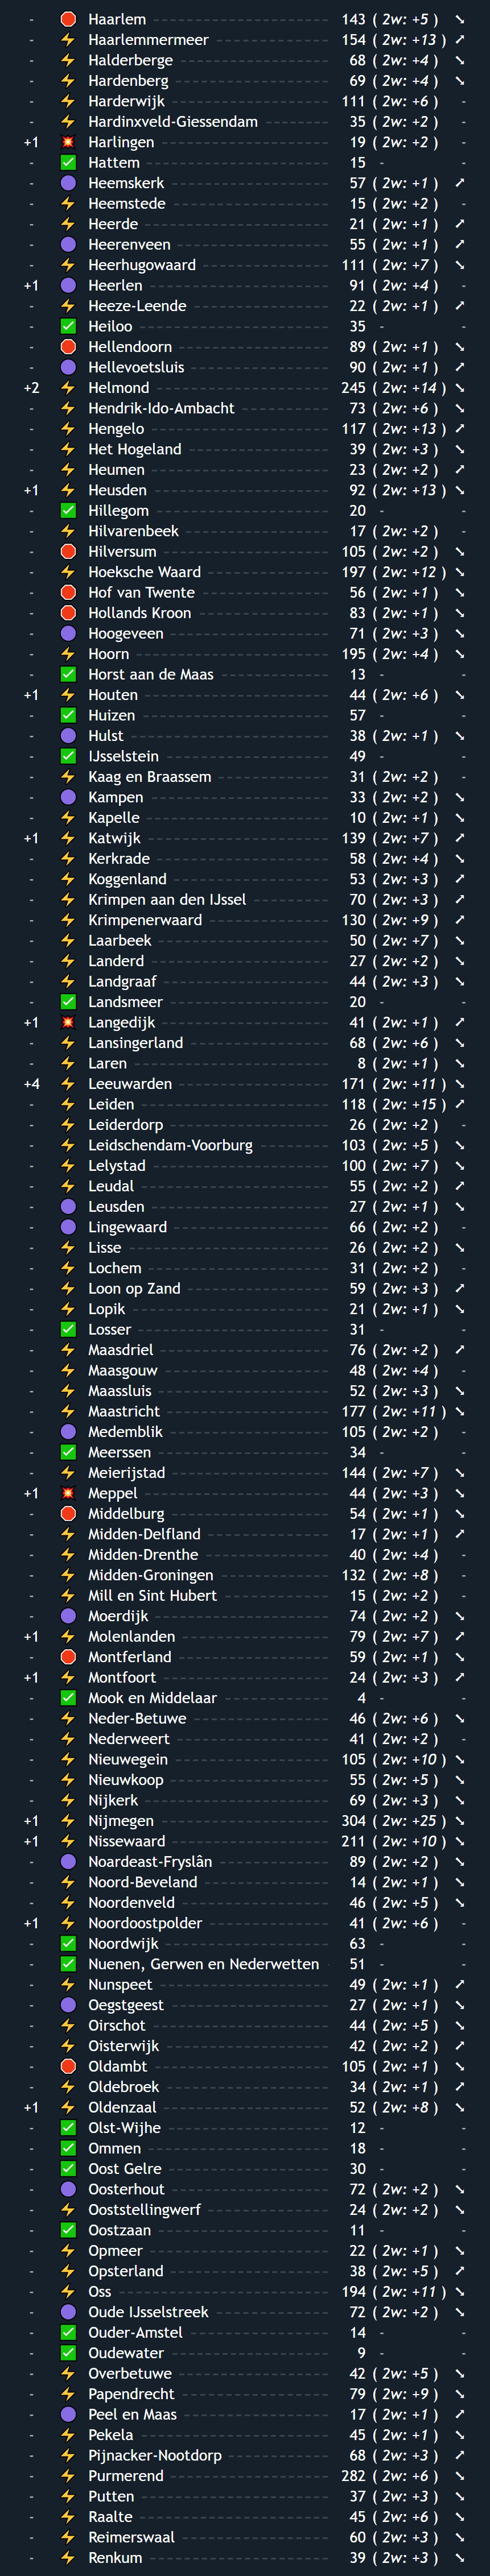 - Haarlem 143 ( 2w: +5 ) ↘
- Haarlemmermeer 154 ( 2w: +13 ) ↗
- Halderberge 68 ( 2w: +4 ) ↘
- Hardenberg 69 ( 2w: +4 ) ↘
- Harderwijk 111 ( 2w: +6 ) -
- Hardinxveld-Giessendam 35 ( 2w: +2 ) -
+1 Harlingen 19 ( 2w: +2 ) -
- Hattem 15 - -
- Heemskerk 57 ( 2w: +1 ) ↗
- Heemstede 15 ( 2w: +2 ) -
- Heerde 21 ( 2w: +1 ) ↗
- Heerenveen 55 ( 2w: +1 ) ↗
- Heerhugowaard 111 ( 2w: +7 ) ↘
+1 Heerlen 91 ( 2w: +4 ) -
- Heeze-Leende 22 ( 2w: +1 ) ↗
- Heiloo 35 - -
- Hellendoorn 89 ( 2w: +1 ) ↘
- Hellevoetsluis 90 ( 2w: +1 ) ↗
+2 Helmond 245 ( 2w: +14 ) ↘
- Hendrik-Ido-Ambacht 73 ( 2w: +6 ) ↘
- Hengelo 117 ( 2w: +13 ) ↗
- Het Hogeland 39 ( 2w: +3 ) ↘
- Heumen 23 ( 2w: +2 ) ↗
+1 Heusden 92 ( 2w: +13 ) ↘
- Hillegom 20 - -
- Hilvarenbeek 17 ( 2w: +2 ) -
- Hilversum 105 ( 2w: +2 ) ↘
- Hoeksche Waard 197 ( 2w: +12 ) ↘
- Hof van Twente 56 ( 2w: +1 ) ↘
- Hollands Kroon 83 ( 2w: +1 ) ↘
- Hoogeveen 71 ( 2w: +3 ) ↘
- Hoorn 195 ( 2w: +4 ) ↘
- Horst aan de Maas 13 - -
+1 Houten 44 ( 2w: +6 ) ↘
- Huizen 57 - -
- Hulst 38 ( 2w: +1 ) ↘
- IJsselstein 49 - -
- Kaag en Braassem 31 ( 2w: +2 ) -
- Kampen 33 ( 2w: +2 ) ↘
- Kapelle 10 ( 2w: +1 ) ↘
+1 Katwijk 139 ( 2w: +7 ) ↗
- Kerkrade 58 ( 2w: +4 ) ↘
- Koggenland 53 ( 2w: +3 ) ↗
- Krimpen aan den IJssel 70 ( 2w: +3 ) ↗
- Krimpenerwaard 130 ( 2w: +9 ) ↗
- Laarbeek 50 ( 2w: +7 ) ↘
- Landerd 27 ( 2w: +2 ) ↘
- Landgraaf 44 ( 2w: +3 ) ↘
- Landsmeer 20 - -
+1 Langedijk 41 ( 2w: +1 ) ↗
- Lansingerland 68 ( 2w: +6 ) ↘
- Laren 8 ( 2w: +1 ) ↘
+4 Leeuwarden 171 ( 2w: +11 ) ↘
- Leiden 118 ( 2w: +15 ) ↗
- Leiderdorp 26 ( 2w: +2 ) -
- Leidschendam-Voorburg 103 ( 2w: +5 ) ↘
- Lelystad 100 ( 2w: +7 ) ↘
- Leudal 55 ( 2w: +2 ) ↗
- Leusden 27 ( 2w: +1 ) ↘
- Lingewaard 66 ( 2w: +2 ) -
- Lisse 26 ( 2w: +2 ) ↘
- Lochem 31 ( 2w: +2 ) -
- Loon op Zand 59 ( 2w: +3 ) ↗
- Lopik 21 ( 2w: +1 ) ↘
- Losser 31 - -
- Maasdriel 76 ( 2w: +2 ) ↗
- Maasgouw 48 ( 2w: +4 ) -
- Maassluis 52 ( 2w: +3 ) ↘
- Maastricht 177 ( 2w: +11 ) ↘
- Medemblik 105 ( 2w: +2 ) -
- Meerssen 34 - -
- Meierijstad 144 ( 2w: +7 ) ↘
+1 Meppel 44 ( 2w: +3 ) ↘
- Middelburg 54 ( 2w: +1 ) ↘
- Midden-Delfland 17 ( 2w: +1 ) ↗
- Midden-Drenthe 40 ( 2w: +4 ) -
- Midden-Groningen 132 ( 2w: +8 ) -
- Mill en Sint Hubert 15 ( 2w: +2 ) -
- Moerdijk 74 ( 2w: +2 ) ↘
+1 Molenlanden 79 ( 2w: +7 ) ↗
- Montferland 59 ( 2w: +1 ) ↘
+1 Montfoort 24 ( 2w: +3 ) ↗
- Mook en Middelaar 4 - -
- Neder-Betuwe 46 ( 2w: +6 ) ↘
- Nederweert 41 ( 2w: +2 ) -
- Nieuwegein 105 ( 2w: +10 ) ↘
- Nieuwkoop 55 ( 2w: +5 ) ↘
- Nijkerk 69 ( 2w: +3 ) ↘
+1 Nijmegen 304 ( 2w: +25 ) ↘
+1 Nissewaard 211 ( 2w: +10 ) ↘
- Noardeast-Fryslân 89 ( 2w: +2 ) ↘
- Noord-Beveland 14 ( 2w: +1 ) ↘
- Noordenveld 46 ( 2w: +5 ) ↘
+1 Noordoostpolder 41 ( 2w: +6 ) -
- Noordwijk 63 - -
- Nuenen, Gerwen en Nederwetten 51 - -
- Nunspeet 49 ( 2w: +1 ) ↗
- Oegstgeest 27 ( 2w: +1 ) ↘
- Oirschot 44 ( 2w: +5 ) ↘
- Oisterwijk 42 ( 2w: +2 ) ↗
- Oldambt 105 ( 2w: +1 ) ↘
- Oldebroek 34 ( 2w: +1 ) ↗
+1 Oldenzaal 52 ( 2w: +8 ) ↘
- Olst-Wijhe 12 - -
- Ommen 18 - -
- Oost Gelre 30 - -
- Oosterhout 72 ( 2w: +2 ) ↘
- Ooststellingwerf 24 ( 2w: +2 ) ↘
- Oostzaan 11 - -
- Opmeer 22 ( 2w: +1 ) ↘
- Opsterland 38 ( 2w: +5 ) ↗
- Oss 194 ( 2w: +11 ) ↘
- Oude IJsselstreek 72 ( 2w: +2 ) ↘
- Ouder-Amstel 14 - -
- Oudewater 9 - -
- Overbetuwe 42 ( 2w: +5 ) ↘
- Papendrecht 79 ( 2w: +9 ) ↘
- Peel en Maas 17 ( 2w: +1 ) ↗
- Pekela 45 ( 2w: +1 ) ↘
- Pijnacker-Nootdorp 68 ( 2w: +3 ) ↗
- Purmerend 282 ( 2w: +6 ) ↘
- Putten 37 ( 2w: +3 ) ↘
- Raalte 45 ( 2w: +6 ) ↘
- Reimerswaal 60 ( 2w: +3 ) ↘
- Renkum 39 ( 2w: +3 ) ↘